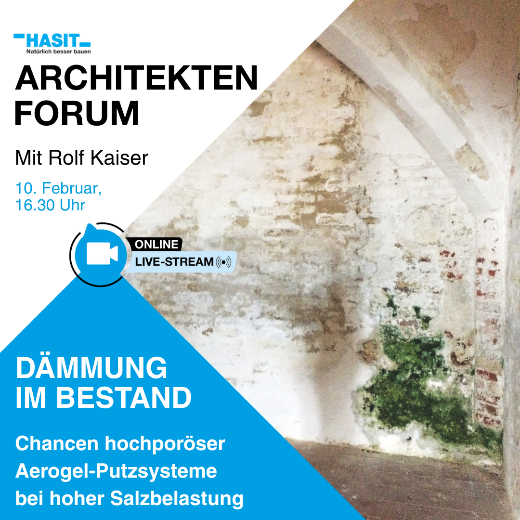 HASIT
Natürlich besser bauen
ARCHITEKTEN
FORUM
Mit Rolf Kaiser
10. Februar,
16.30 Uhr
ONLINE
LIVE-STREAM
DÄMMUNG
IM BESTAND
Chancen hochporöser
Aerogel-Putzsysteme
bei hoher Salzbelastung